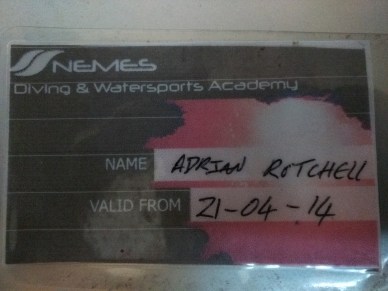 NEMES
Diving & Watersports Academy
NAME ADRIAN ROTCHELL
VALID FROM 21-04-14